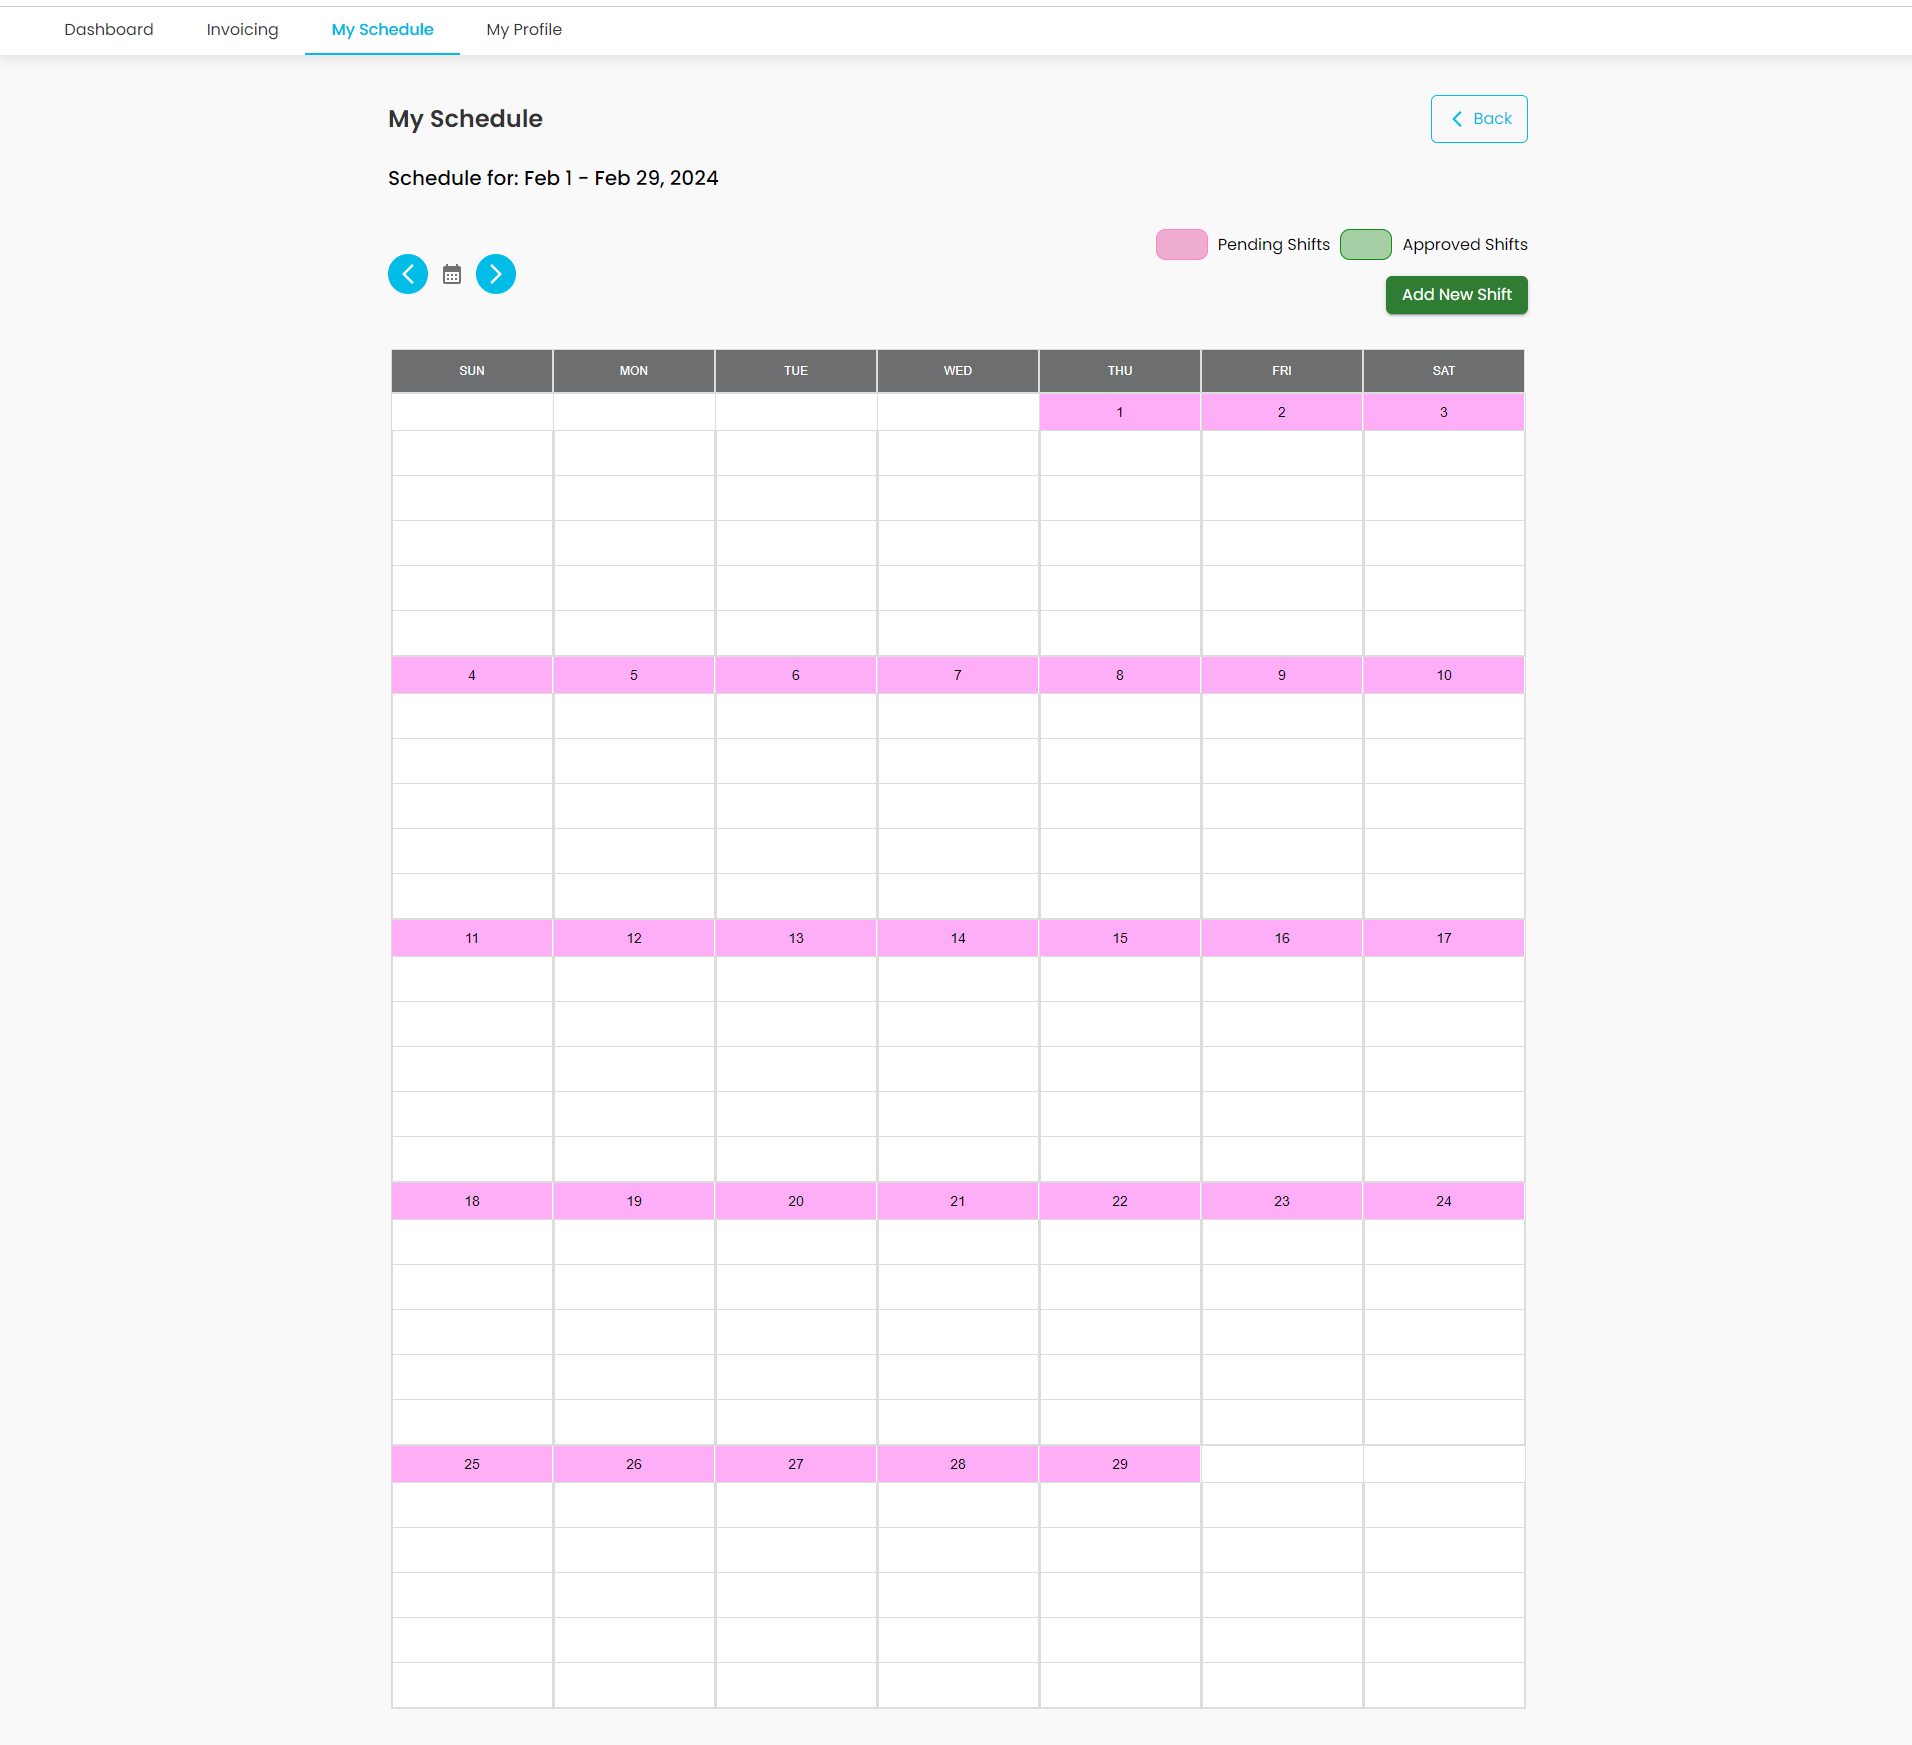 Dashboard Invoicing My Schedule My Profile
My Schedule
Back
Schedule for: Feb 1 - Feb 29, 2024
Pending Shifts Approved Shifts
Add New Shift
SUN MON TUE WED THU FRI SAT
1 2 3
4 5 6 7 8 9 10
11 12 13 14 15 16 17
18 19 20 21 22 23 24
25 26 27 28 29